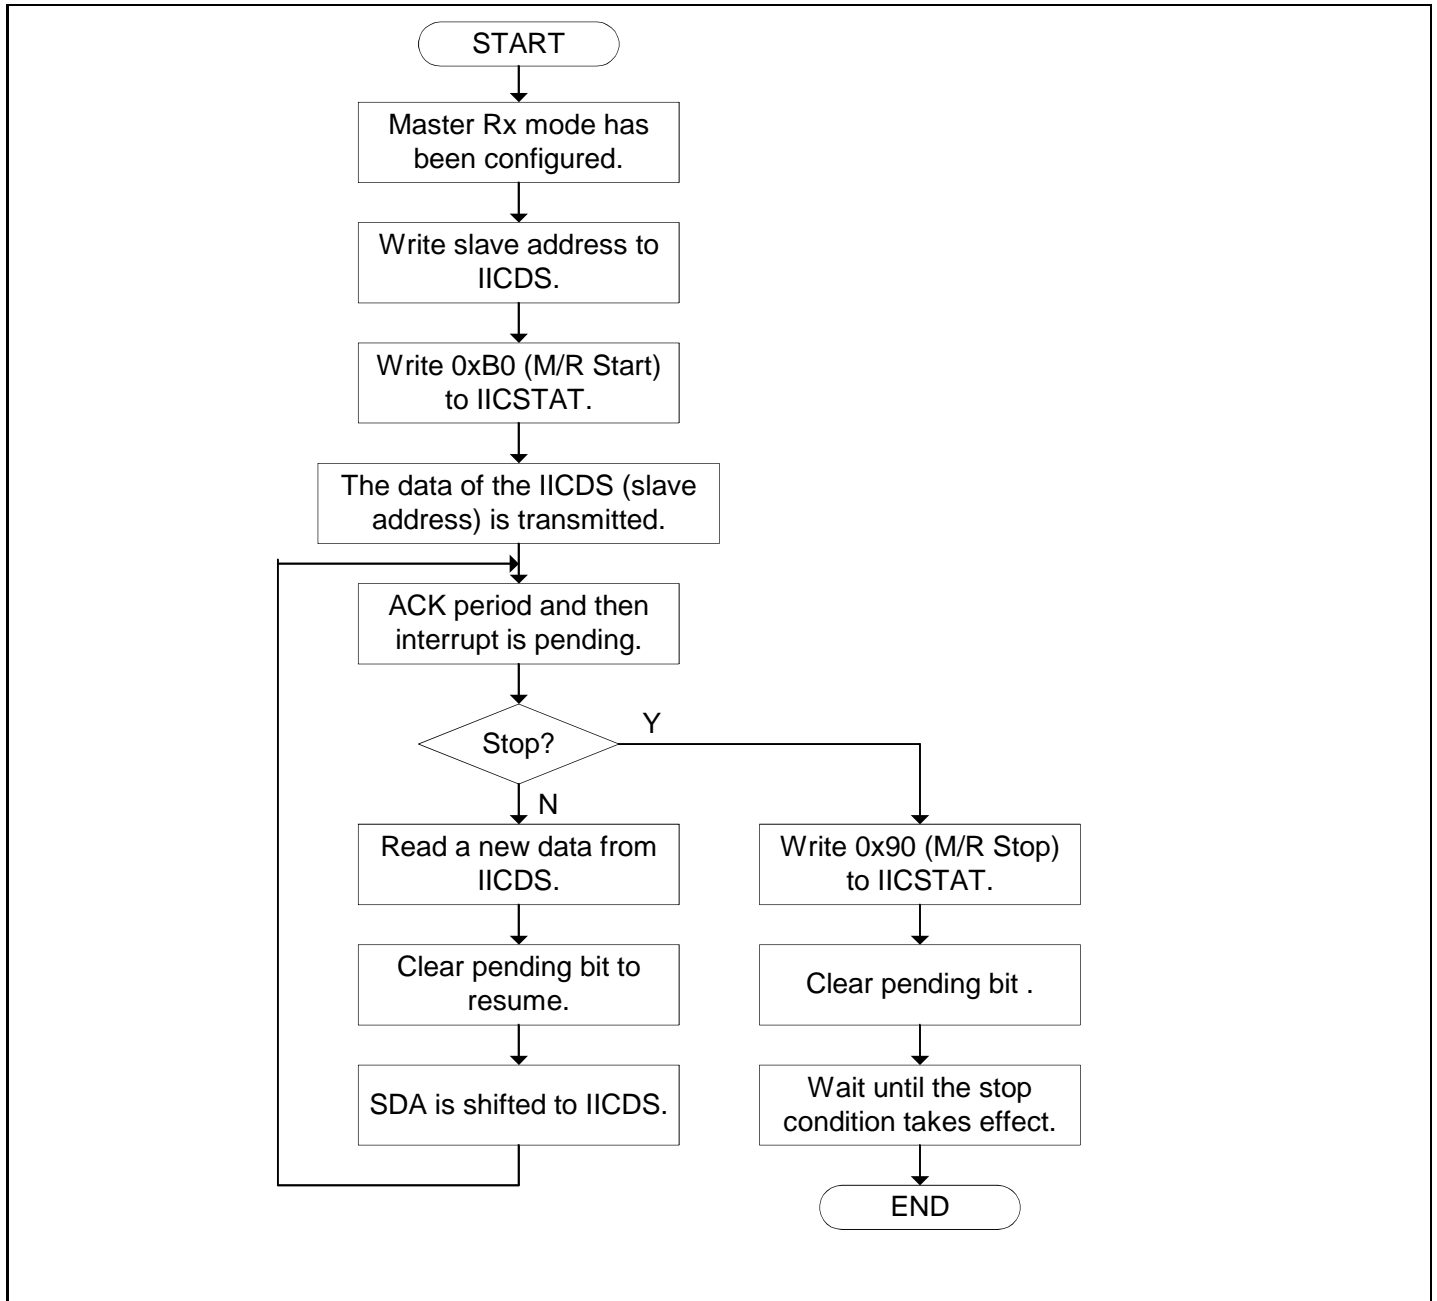 START
Master Rx mode has
been configured.
Write slave address to
IICDS.
Write 0xB0 (M/R Start)
to IICSTAT.
The data of the IICDS (slave
address) is transmitted.
ACK period and then
interrupt is pending.
Stop?
Y
N
Read a new data from
IICDS.
Clear pending bit to
resume.
SDA is shifted to IICDS.
Write 0x90 (M/R Stop)
to IICSTAT.
Clear pending bit .
Wait until the stop
condition takes effect.
END